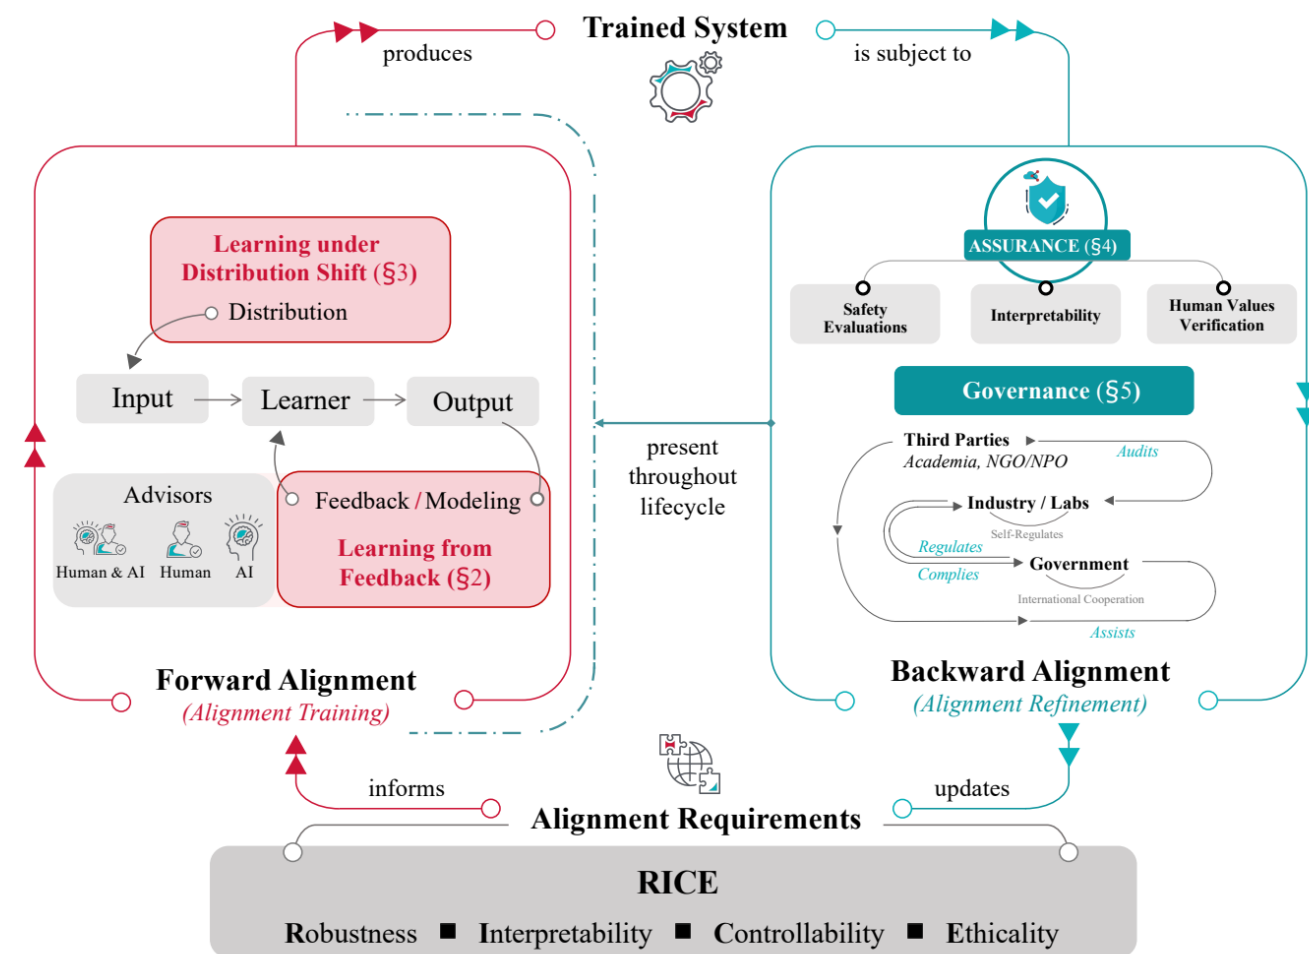 Trained System
produces
is subject to
Learning under
Distribution Shift (§3)
Distribution
Input
Learner
Output
Advisors
Human & AI
Human
AI
Feedback / Modeling
Learning from
Feedback (§2)
Forward Alignment
(Alignment Training)
present
throughout
lifecycle
ASSURANCE (§4)
Safety
Evaluations
Interpretability
Human Values
Verification
Governance (§5)
Third Parties
Academia, NGO/NPO
Audits
Industry / Labs
Self-Regulates
Regulates
Complies
Government
International Cooperation
Assists
Backward Alignment
(Alignment Refinement)
informs
updates
Alignment Requirements
RICE
Robustness ■ Interpretability ■ Controllability ■ Ethicality